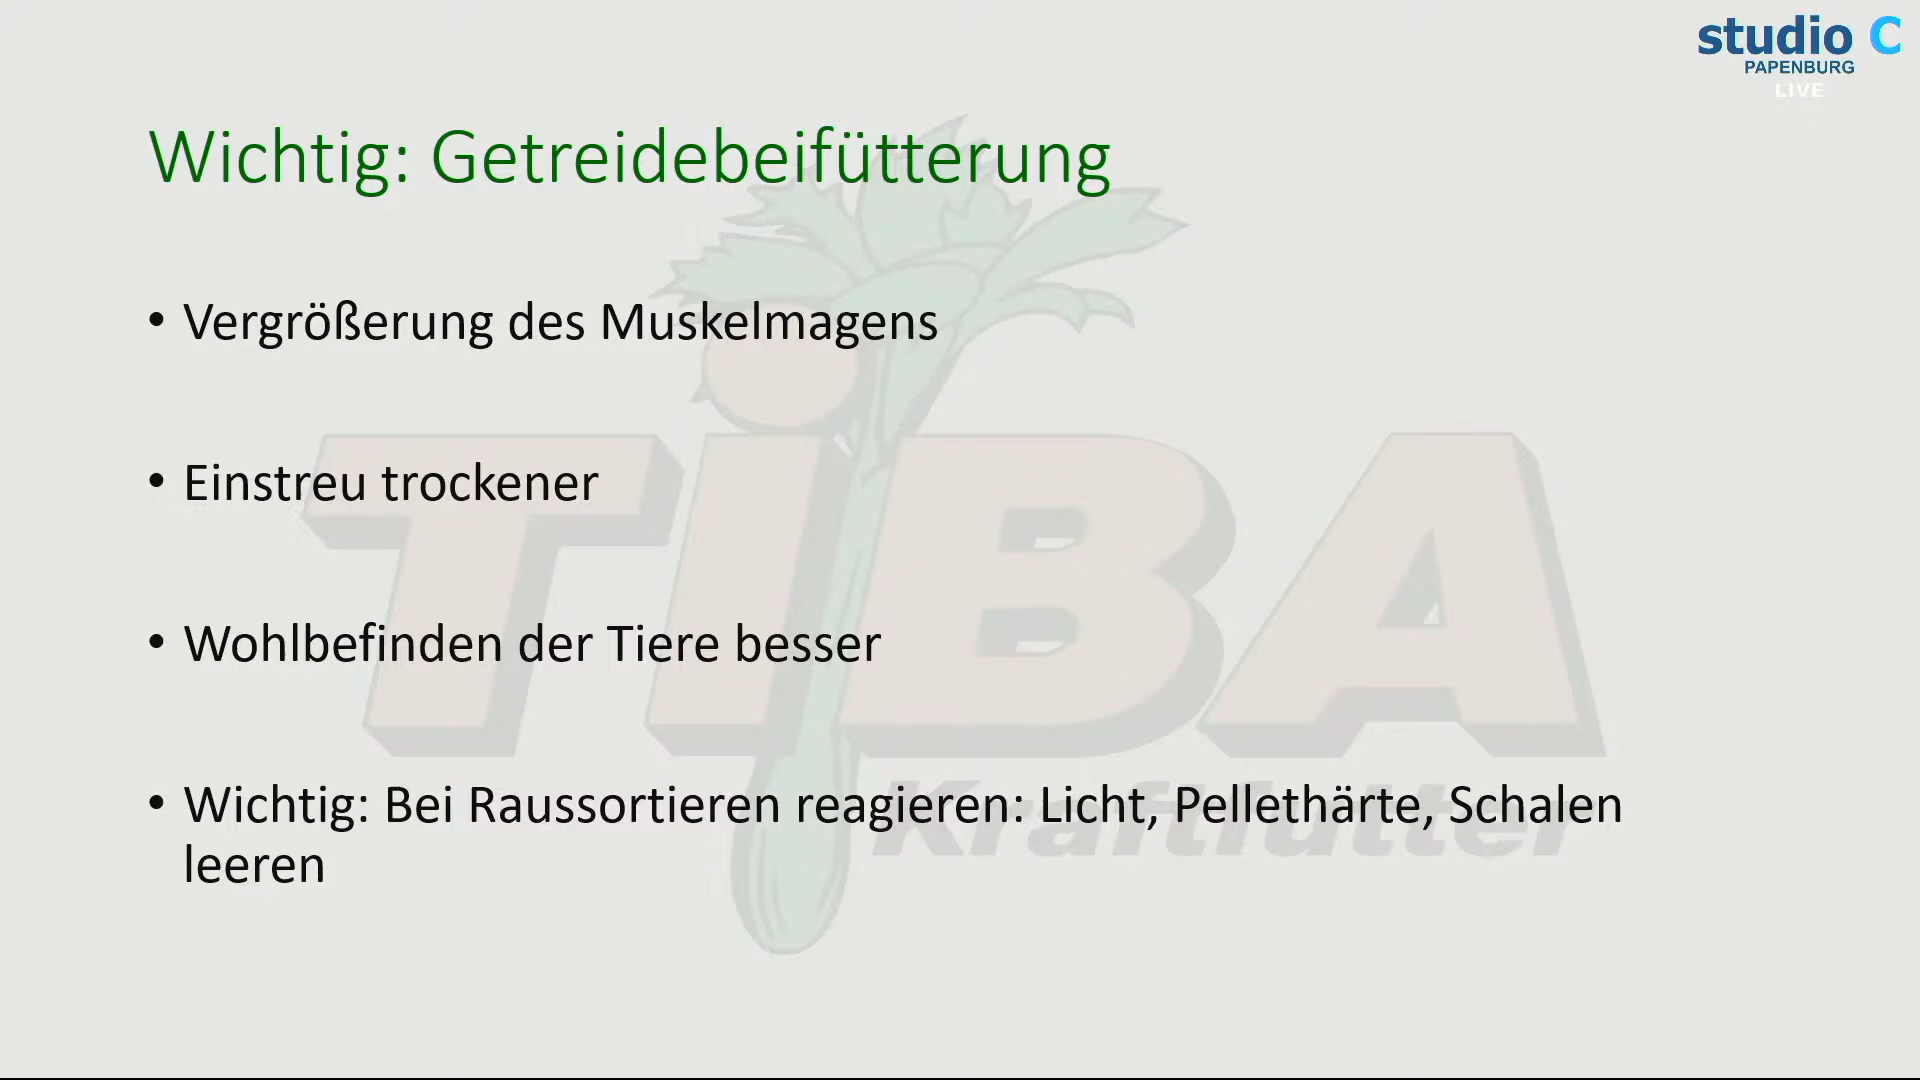 studio C
PAPENBURG
LIVE
Wichtig: Getreidebeifütterung
• Vergrößerung des Muskelmagens
• Einstreu trockener
• Wohlbefinden der Tiere besser
• Wichtig: Bei Raussortieren reagieren: Licht, Pellethärte, Schalen
leeren
TiBA
Kraftfutter